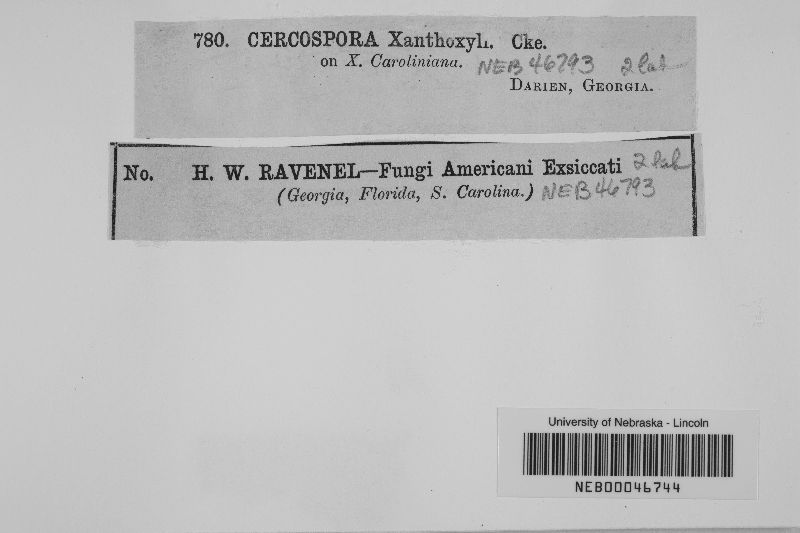 780. CERCOSPORA Xanthoxyli. Cke.
on X. Caroliniana. NEB 46793 2 lab
DARIEN, GEORGIA.
No. H. W. RAVENEL—Fungi Americani Exsiccati 2 lab
(Georgia, Florida, S. Carolina.) NEB 46793
University of Nebraska - Lincoln
NEB00046744